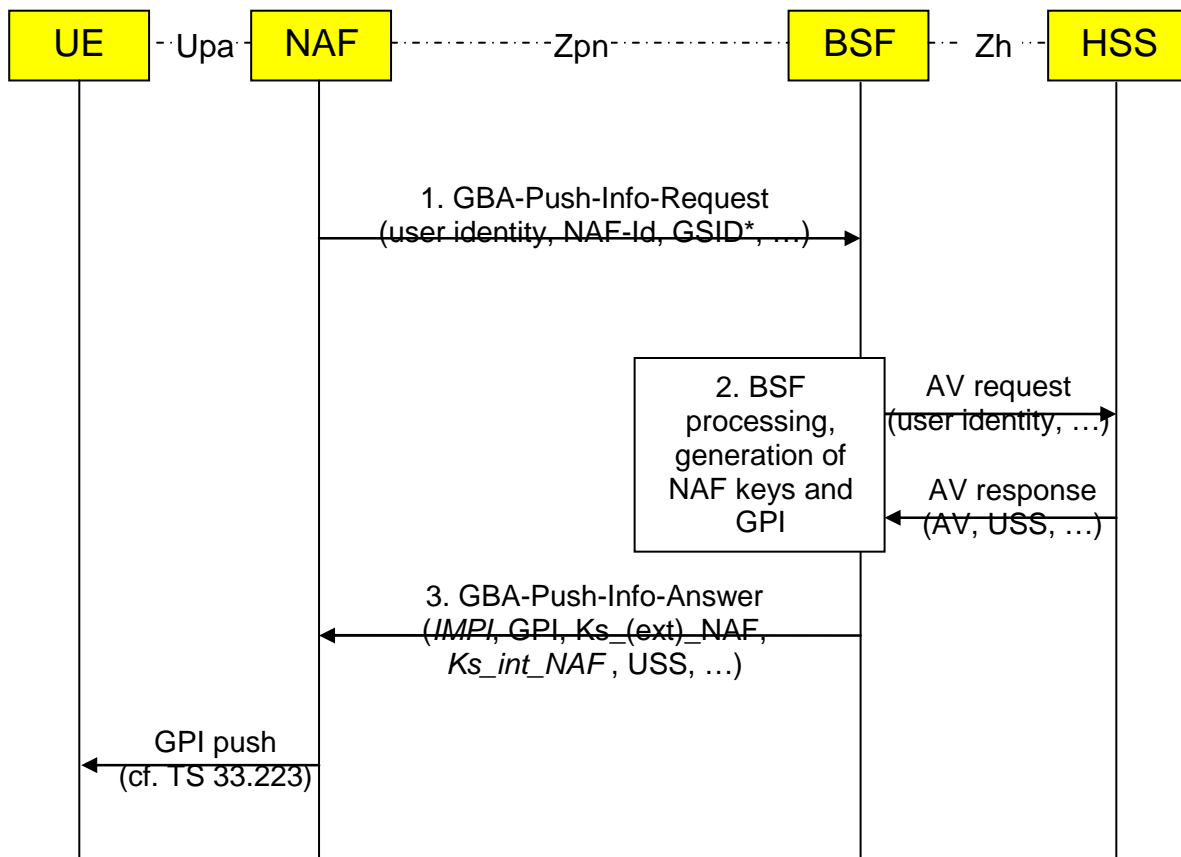 UE
Upa
NAF
Zpn
BSF
Zh
HSS
1. GBA-Push-Info-Request
(user identity, NAF-Id, GSID*, …)
2. BSF
processing,
generation of
NAF keys and
GPI
AV request
(user identity, …)
AV response
(AV, USS, …)
3. GBA-Push-Info-Answer
(IMPI, GPI, Ks_(ext)_NAF,
Ks_int_NAF , USS, …)
GPI push
(cf. TS 33.223)